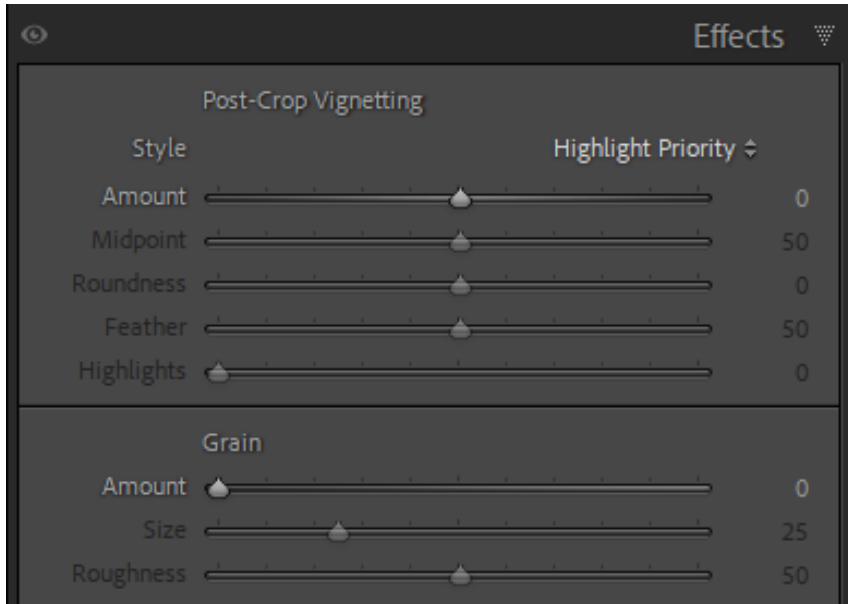 Effects
Post-Crop Vignetting
Style Highlight Priority
Amount 0
Midpoint 50
Roundness 0
Feather 50
Highlights 0
Grain
Amount 0
Size 25
Roughness 50